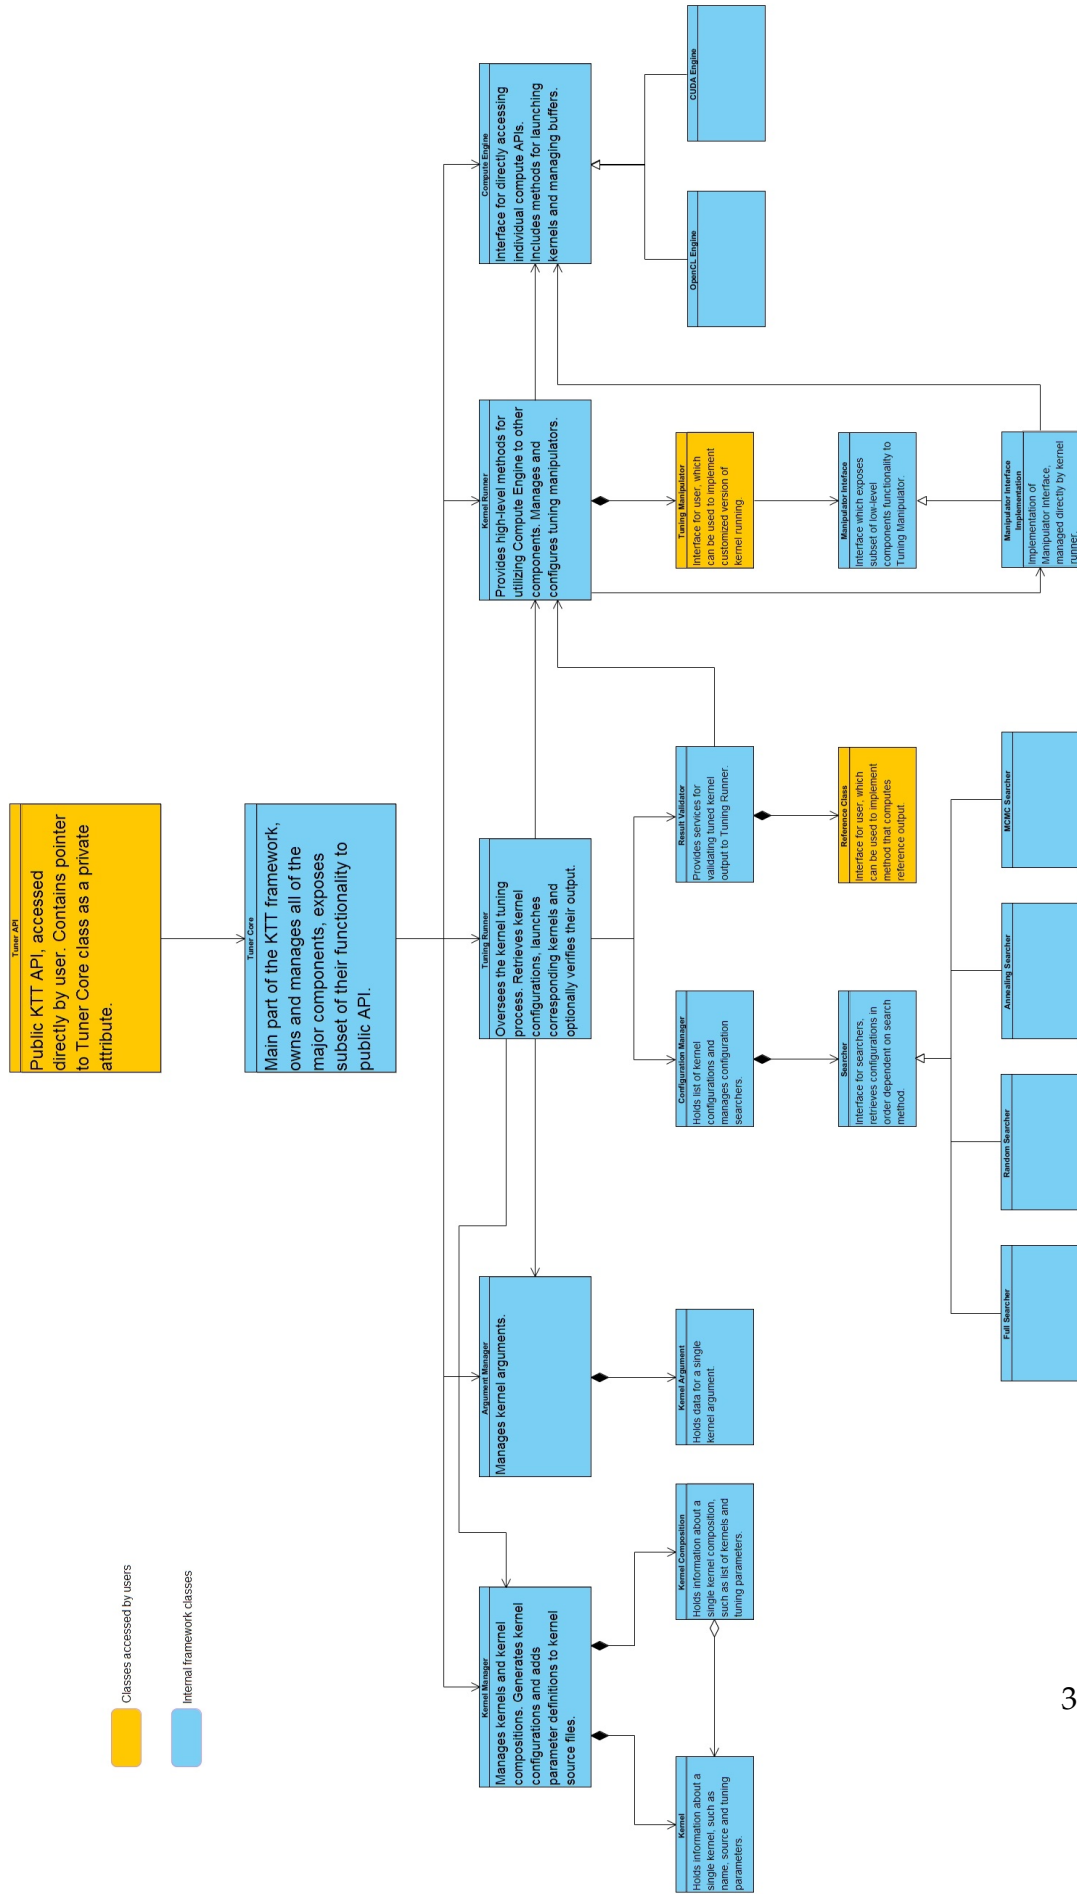 Tuner API
Public KTT API, accessed
directly by user. Contains pointer
to Tuner Core class as a private
attribute.
Classes accessed by users
Internal framework classes
Tuner Core
Main part of the KTT framework,
owns and manages all of the
major components, exposes
subset of their functionality to
public API.
Kernel Manager
Manages kernels and kernel
compositions. Generates kernel
configurations and adds
parameter definitions to kernel
source files.
Argument Manager
Manages kernel arguments.
Tuning Runner
Oversees the kernel tuning
process. Retrieves kernel
configurations, launches
corresponding kernels and
optionally verifies their output.
Kernel Runner
Provides high-level methods for
utilizing Compute Engine to other
components. Manages and
configures tuning manipulators.
Compute Engine
Interface for directly accessing
individual compute APIs.
Includes methods for launching
kernels and managing buffers.
Kernel
Holds information about a
single kernel, such as
name, source and tuning
parameters.
Kernel Composition
Holds information about a
single kernel composition,
such as list of kernels and
tuning parameters.
Kernel Argument
Holds data for a single
kernel argument.
Configuration Manager
Holds list of kernel
configurations and
manages configuration
searchers.
Result Validator
Provides services for
validating tuned kernel
output to Tuning Runner.
Tuning Manipulator
Interface for user, which
can be used to implement
customized version of
kernel running.
OpenCL Engine
CUDA Engine
Searcher
Interface for searchers,
retrieves configurations in
order dependent on search
method.
Reference Class
Interface for user, which
can be used to implement
method that computes
reference output.
Manipulator Inteface
Interface which exposes
subset of low-level
components functionality to
Tuning Manipulator.
Full Searcher
Random Searcher
Annealing Searcher
MCMC Searcher
Manipulator Interface
Implementation
Implementation of
Manipulator Interface,
managed directly by kernel
runner.
3